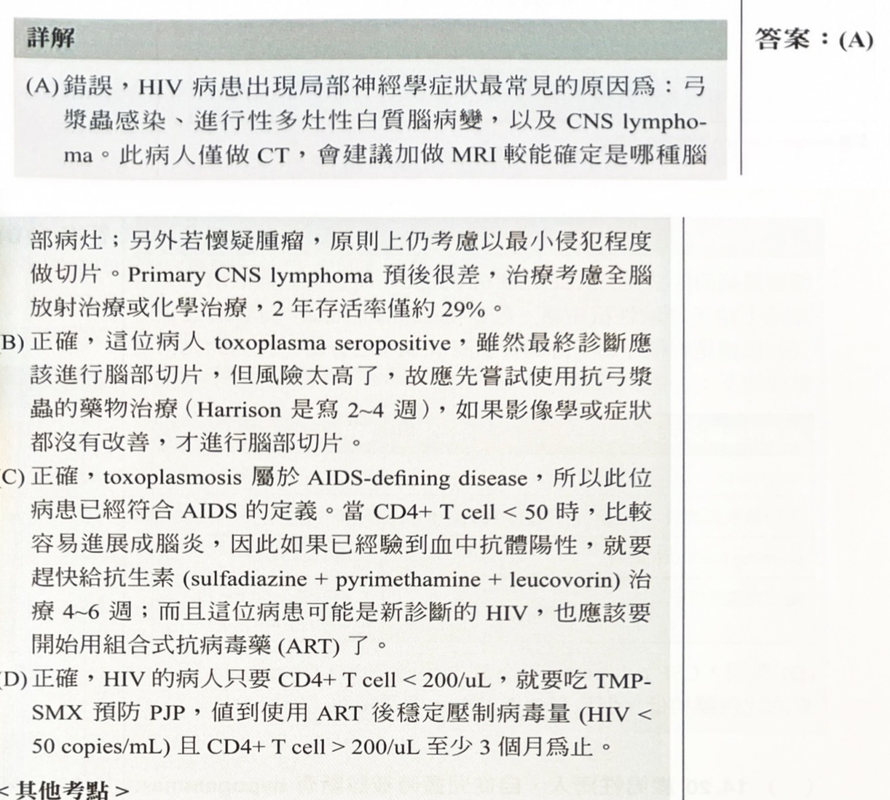 詳解
答案：(A)
(A)錯誤，HIV 病患出現局部神經學症狀最常見的原因為：弓
漿蟲感染、進行性多灶性白質腦病變，以及 CNS lympho-
ma。此病人僅做 CT，會建議加做 MRI 較能確定是哪種腦
部病灶；另外若懷疑腫瘤，原則上仍考慮以最小侵犯程度
做切片。Primary CNS lymphoma 預後很差，治療考慮全腦
放射治療或化學治療，2 年存活率僅約 29%。
B) 正確，這位病人 toxoplasma seropositive，雖然最終診斷應
該進行腦部切片，但風險太高了，故應先嘗試使用抗弓漿
蟲的藥物治療（Harrison 是寫 2~4 週），如果影像學或症狀
都沒有改善，才進行腦部切片。
C) 正確，toxoplasmosis 屬於 AIDS-defining disease，所以此位
病患已經符合 AIDS 的定義。當 CD4+ T cell < 50 時，比較
容易進展成腦炎，因此如果已經驗到血中抗體陽性，就要
趕快給抗生素 (sulfadiazine + pyrimethamine + leucovorin) 治
療 4~6 週；而且這位病患可能是新診斷的 HIV，也應該要
開始用組合式抗病毒藥 (ART) 了。
D) 正確，HIV 的病人只要 CD4+ T cell < 200/uL，就要吃 TMP-
SMX 預防 PJP，值到使用 ART 後穩定壓制病毒量 (HIV <
50 copies/mL) 且 CD4+ T cell > 200/uL 至少 3 個月為止。
< 其他考點 >